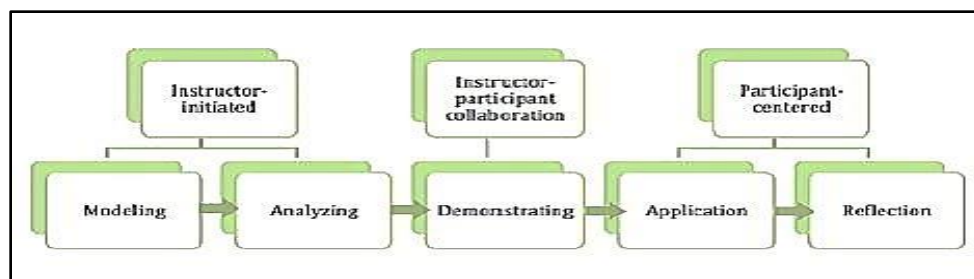 Instructor-
initiated
Instructor-
participant
collaboration
Participant-
centered
Modeling
Analyzing
Demonstrating
Application
Reflection